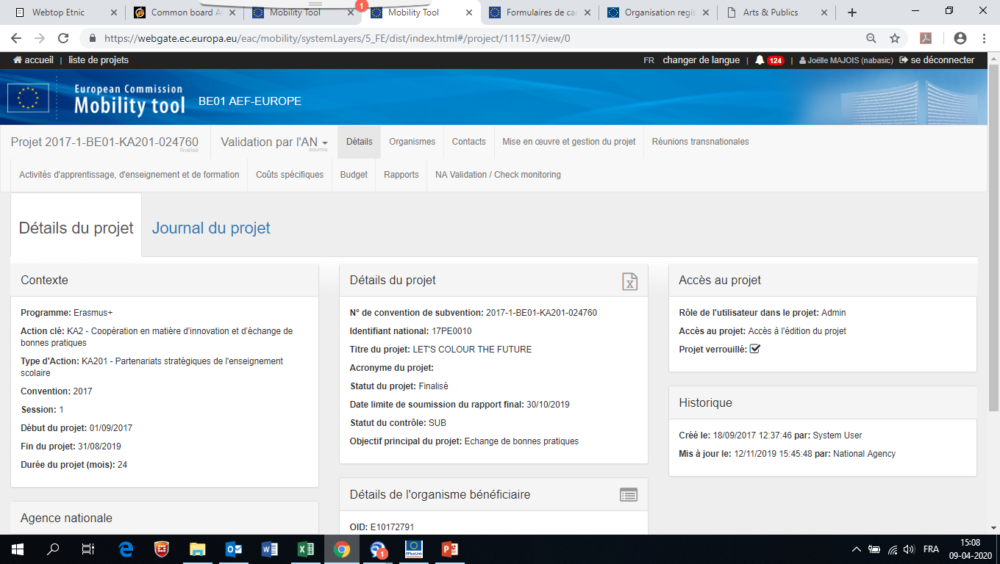 Webtop Etnic
Common board A
Mobility Tool
1
Mobility Tool
Formulaires de ca
Organisation regis
Arts & Publics
https://webgate.ec.europa.eu/eac/mobility/systemLayers/5_FE/dist/index.html#/project/111157/view/0
accueil | liste de projets
FR changer de langue | 124 | Joëlle MAJOIS (nabasic) se déconnecter
European Commission
Mobility tool
BE01 AEF-EUROPE
Projet 2017-1-BE01-KA201-024760
finalisé
Validation par l'AN
soumis
Détails
Organismes
Contacts
Mise en œuvre et gestion du projet
Réunions transnationales
Activités d'apprentissage, d'enseignement et de formation
Coûts spécifiques
Budget
Rapports
NA Validation / Check monitoring
Détails du projet
Journal du projet
Contexte
Programme: Erasmus+
Action clé: KA2 - Coopération en matière d'innovation et d'échange de
bonnes pratiques
Type d'Action: KA201 - Partenariats stratégiques de l'enseignement
scolaire
Convention: 2017
Session: 1
Début du projet: 01/09/2017
Fin du projet: 31/08/2019
Durée du projet (mois): 24
Agence nationale
Détails du projet
N° de convention de subvention: 2017-1-BE01-KA201-024760
Identifiant national: 17PE0010
Titre du projet: LET'S COLOUR THE FUTURE
Acronyme du projet:
Statut du projet: Finalisé
Date limite de soumission du rapport final: 30/10/2019
Statut du contrôle: SUB
Objectif principal du projet: Echange de bonnes pratiques
Détails de l'organisme bénéficiaire
OID: E10172791
Accès au projet
Rôle de l'utilisateur dans le projet: Admin
Accès au projet: Accès à l'édition du projet
Projet verrouillé:
Historique
Créé le: 18/09/2017 12:37:46 par: System User
Mis à jour le: 12/11/2019 15:45:48 par: National Agency
1
FRA
15:08
09-04-2020